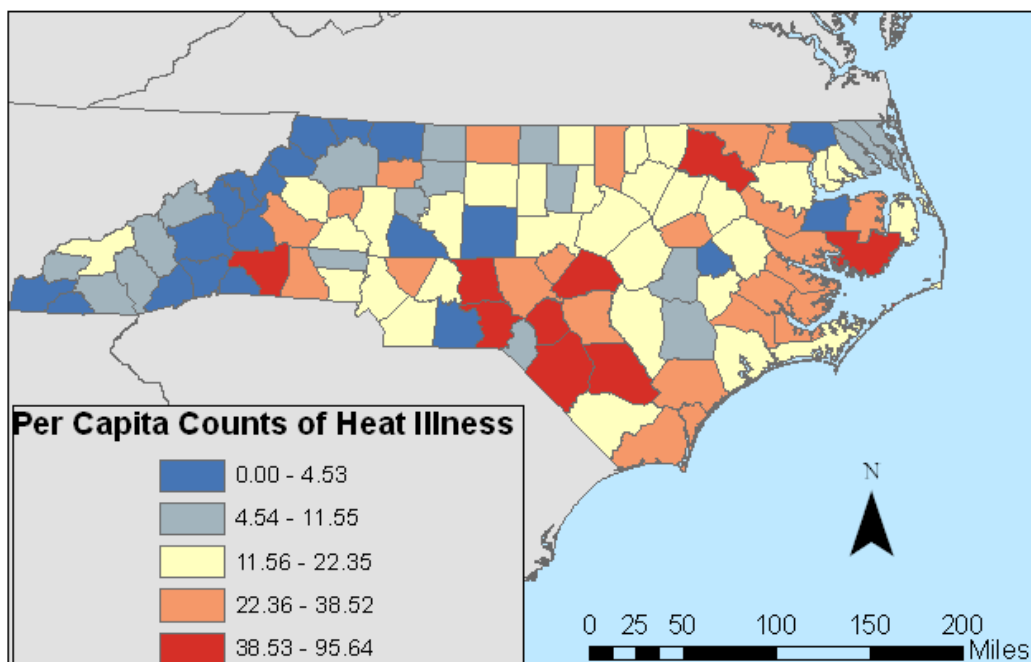 Per Capita Counts of Heat Illness
0.00 - 4.53
4.54 - 11.55
11.56 - 22.35
22.36 - 38.52
38.53 - 95.64
N
0 25 50 100 150 200
Miles